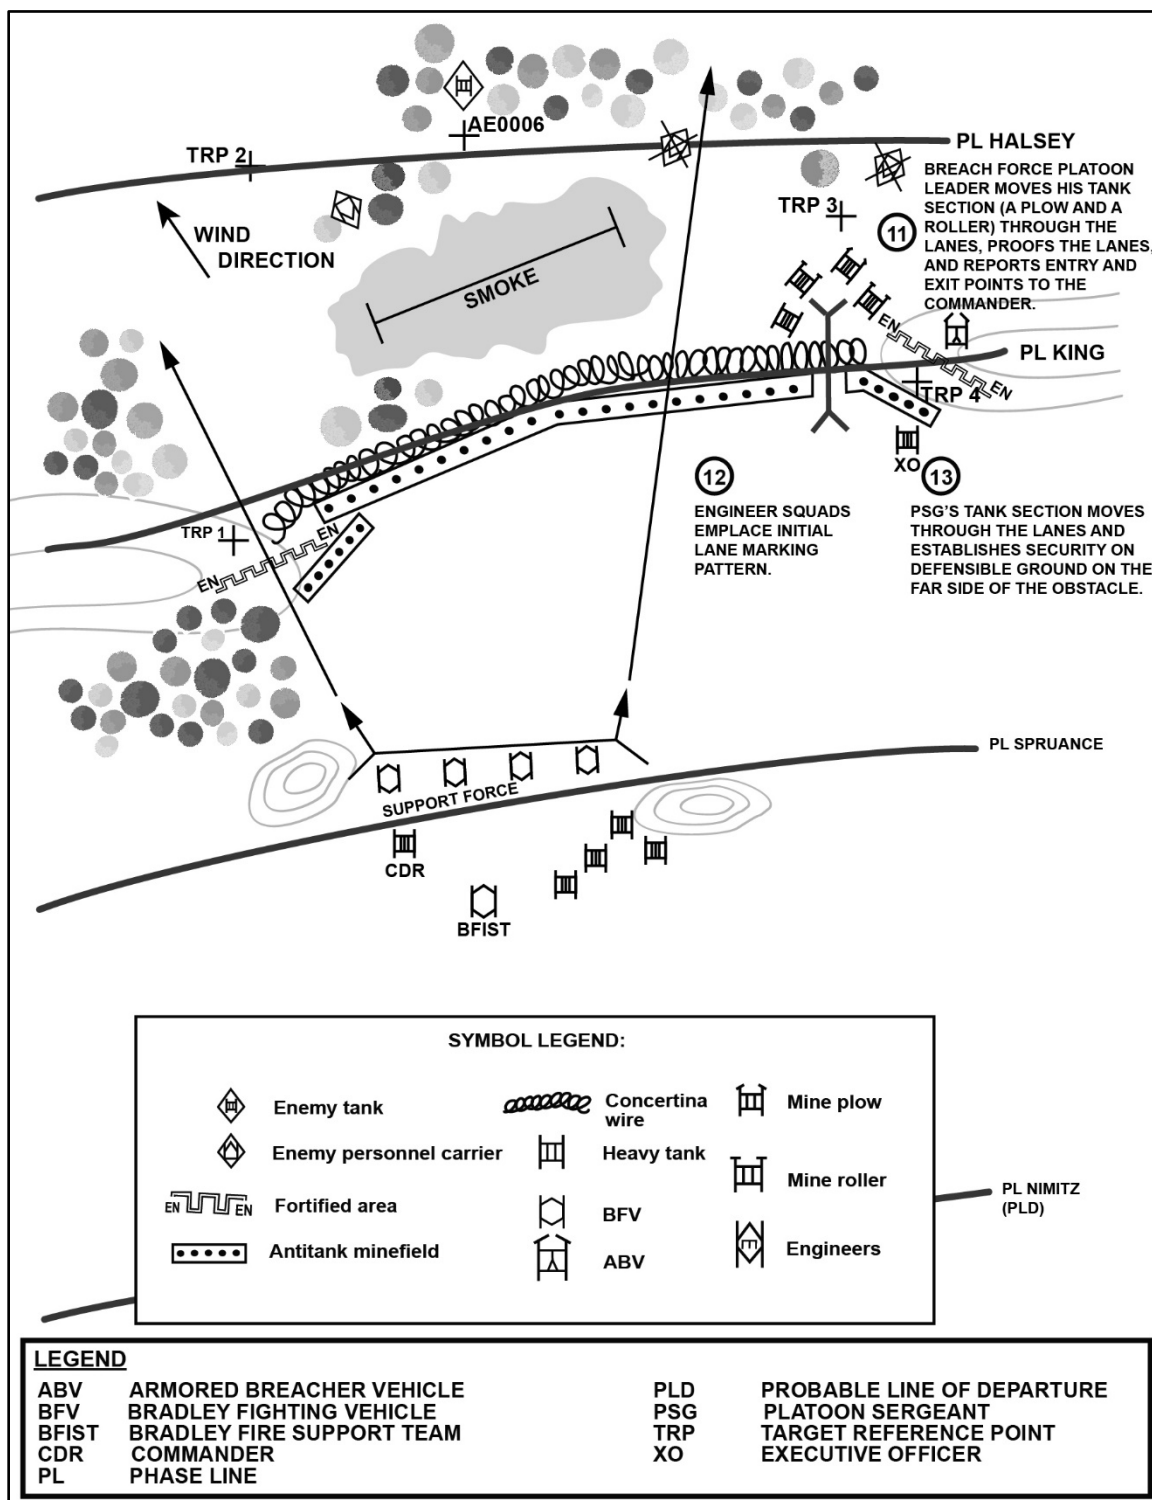 AE0006
PL HALSEY
TRP 2
BREACH FORCE PLATOON
LEADER MOVES HIS TANK
SECTION (A PLOW AND A
ROLLER) THROUGH THE
LANES, PROOFS THE LANES,
AND REPORTS ENTRY AND
EXIT POINTS TO THE
COMMANDER.
TRP 3
11
WIND
DIRECTION
SMOKE
EN
EN
PL KING
TRP 4
XO
12
13
ENGINEER SQUADS
EMPLACE INITIAL
LANE MARKING
PATTERN.
PSG'S TANK SECTION MOVES
THROUGH THE LANES AND
ESTABLISHES SECURITY ON
DEFENSIBLE GROUND ON THE
FAR SIDE OF THE OBSTACLE.
TRP 1
EN
EN
PL SPRUANCE
SUPPORT FORCE
CDR
BFIST
SYMBOL LEGEND:
Enemy tank
Concertina
wire
Mine plow
Enemy personnel carrier
Heavy tank
Mine roller
EN EN Fortified area
BFV
Antitank minefield
ABV
E Engineers
PL NIMITZ
(PLD)
LEGEND
ABV ARMORED BREACHER VEHICLE
BFV BRADLEY FIGHTING VEHICLE
BFIST BRADLEY FIRE SUPPORT TEAM
CDR COMMANDER
PL PHASE LINE
PLD PROBABLE LINE OF DEPARTURE
PSG PLATOON SERGEANT
TRP TARGET REFERENCE POINT
XO EXECUTIVE OFFICER